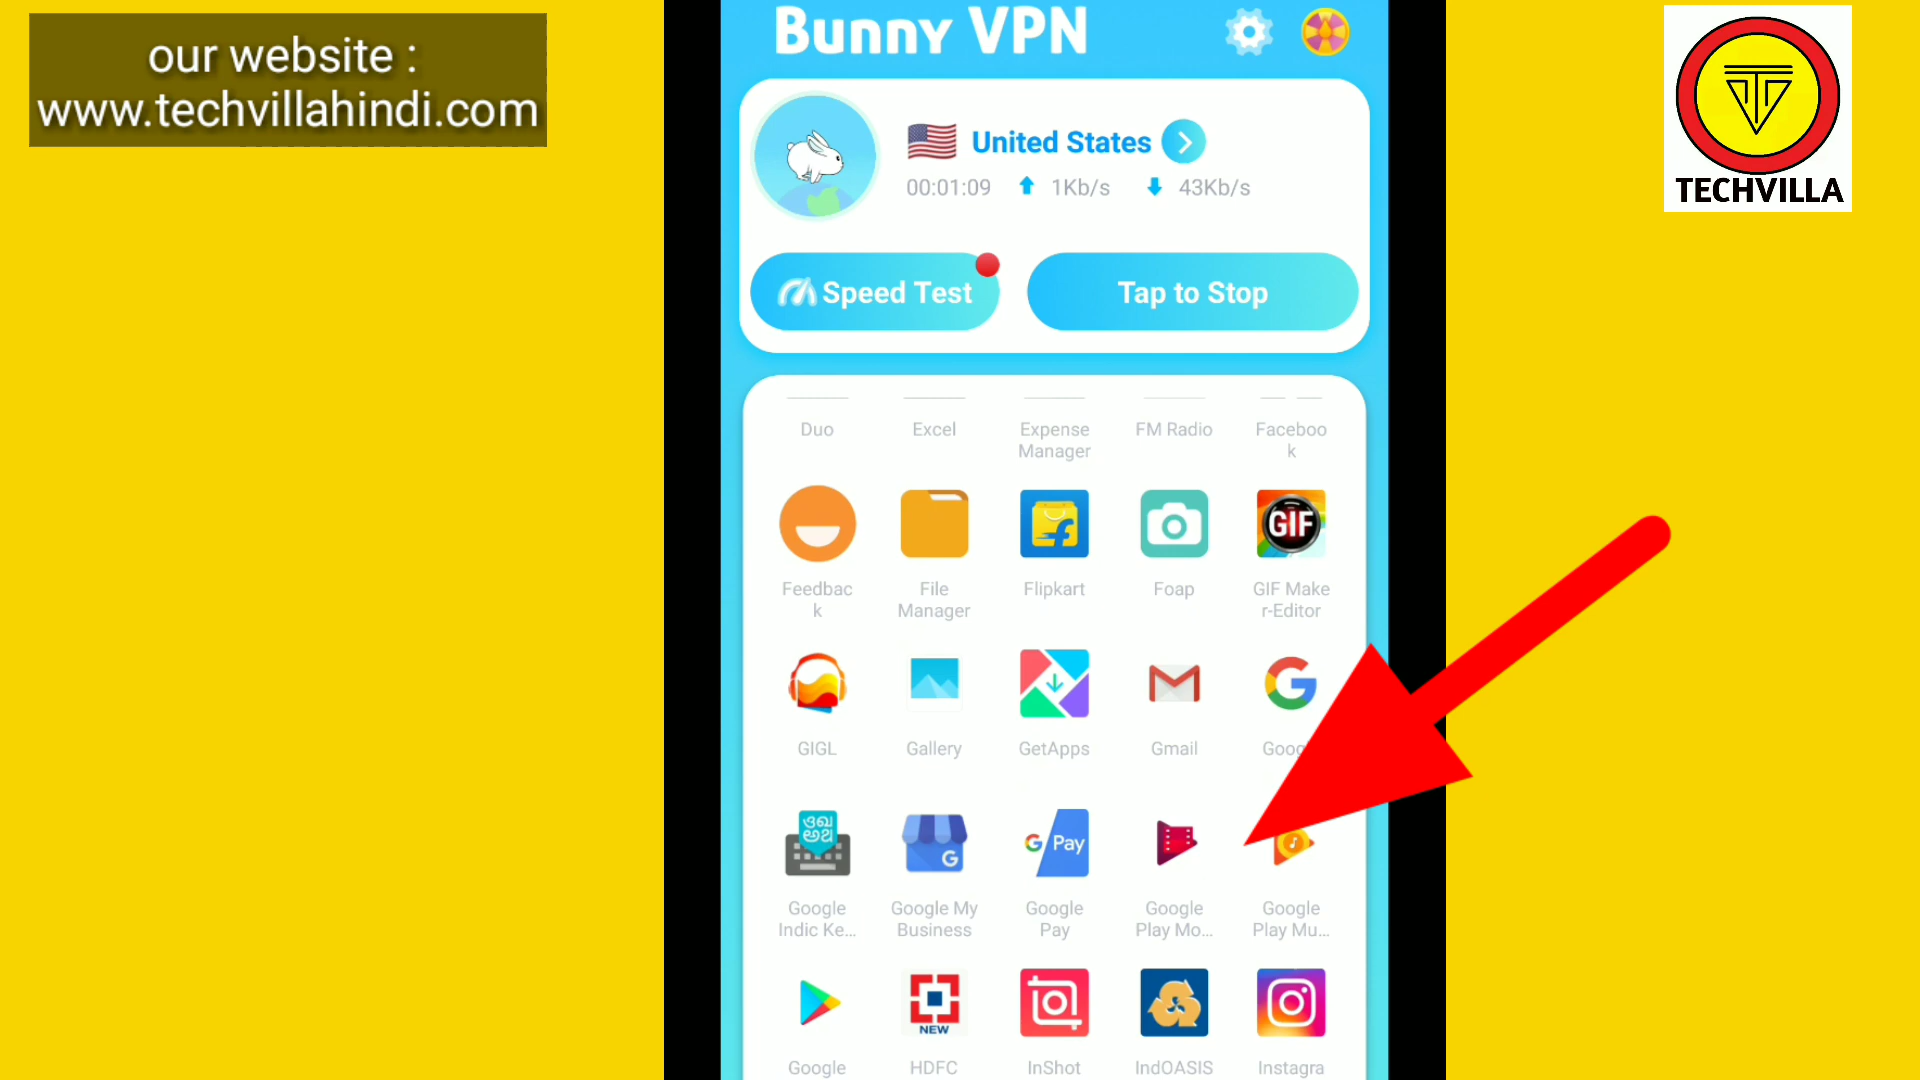 our website :
www.techvillahindi.com
Bunny VPN
TECHVILLA
United States
00:01:09 1Kb/s 43Kb/s
Speed Test
Tap to Stop
Duo
Excel
Expense
Manager
FM Radio
Faceboo
k
GIF
Feedbac
k
File
Manager
Flipkart
Foap
GIF Make
r-Editor
GIGL
Gallery
GetApps
Gmail
Goog
G Pay
Google
Indic Ke...
Google My
Business
Google
Pay
Google
Play Mo...
Google
Play Mu...
NEW
Google
HDFC
InShot
IndOASIS
Instagra